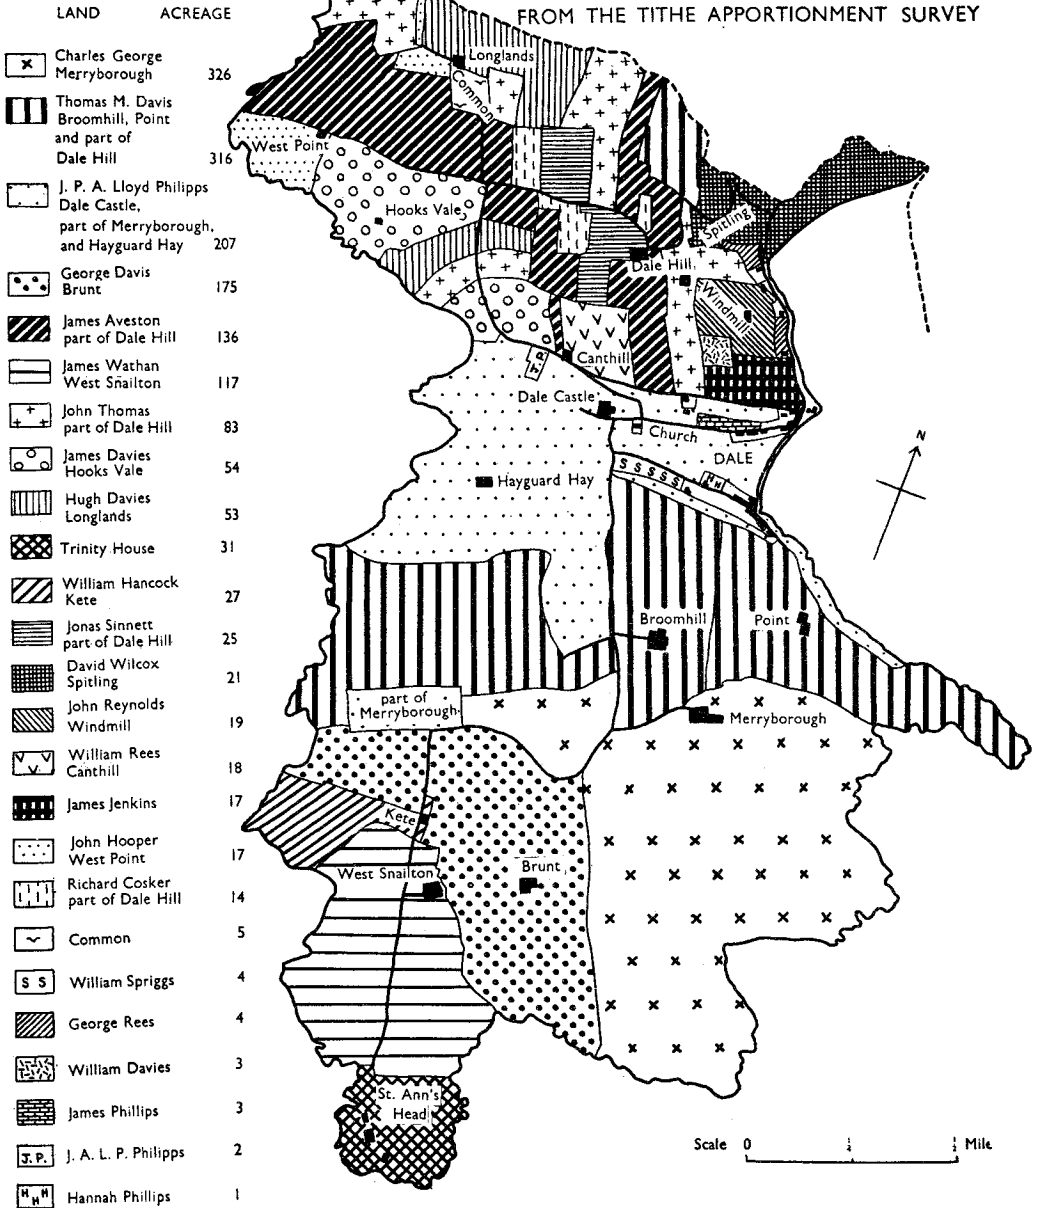 LAND ACREAGE
FROM THE TITHE APPORTIONMENT SURVEY
Charles George
Merryborough 326
Thomas M. Davis
Broomhill, Point
and part of
Dale Hill 316
J. P. A. Lloyd Philipps
Dale Castle,
part of Merryborough,
and Hayguard Hay 207
George Davis
Brunt 175
James Aveston
part of Dale Hill 136
James Wathan
West Snailton 117
John Thomas
part of Dale Hill 83
James Davies
Hooks Vale 54
Hugh Davies
Longlands 53
Trinity House 31
William Hancock
Kete 27
Jonas Sinnett
part of Dale Hill 25
David Wilcox
Spitling 21
John Reynolds
Windmill 19
William Rees
Canthill 18
James Jenkins 17
John Hooper
West Point 17
Richard Cosker
part of Dale Hill 14
Common 5
S S William Spriggs 4
George Rees 4
William Davies 3
James Phillips 3
J.P. J. A. L. P. Philipps 2
H H H Hannah Phillips 1
Longlands
Common
West Point
Hooks Vale
Spitling
Dale Hill
Windmill
J.P.
Canthill
Dale Castle
Church
DALE
S S S S S
H H
Hayguard Hay
N
Broomhill
Point
part of
Merryborough
Merryborough
Kete
West Snailton
Brunt
St. Ann's
Head
Scale 0 ¼ ½ Mile